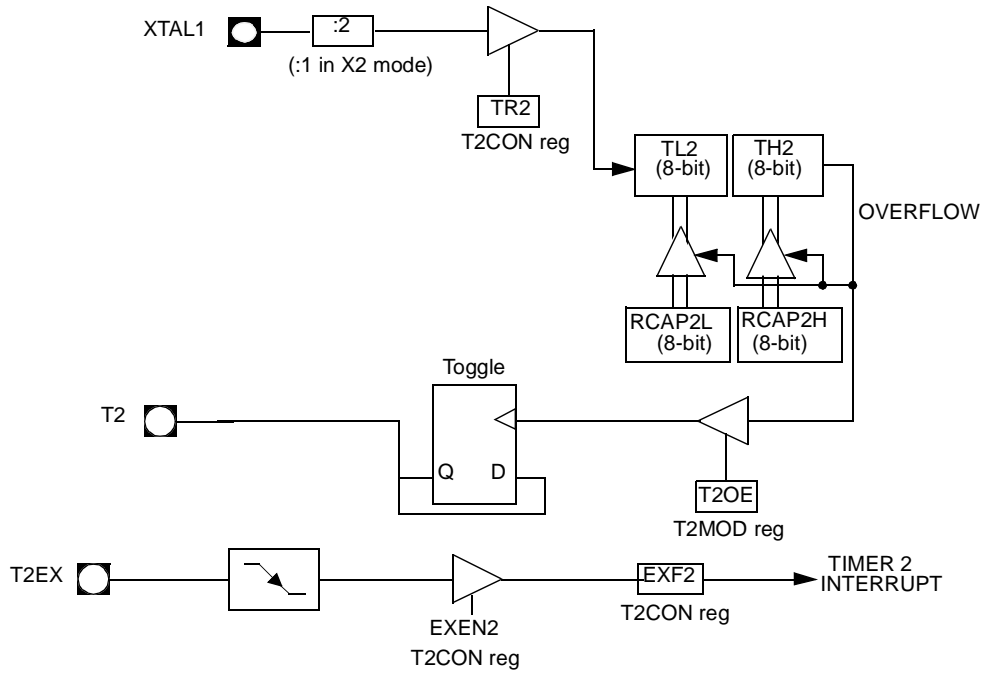 XTAL1
:2
(:1 in X2 mode)
TR2
T2CON reg
TL2
(8-bit)
TH2
(8-bit)
OVERFLOW
RCAP2L
(8-bit)
RCAP2H
(8-bit)
Toggle
T2
Q
D
T2OE
T2MOD reg
T2EX
EXEN2
T2CON reg
EXF2
T2CON reg
TIMER 2
INTERRUPT